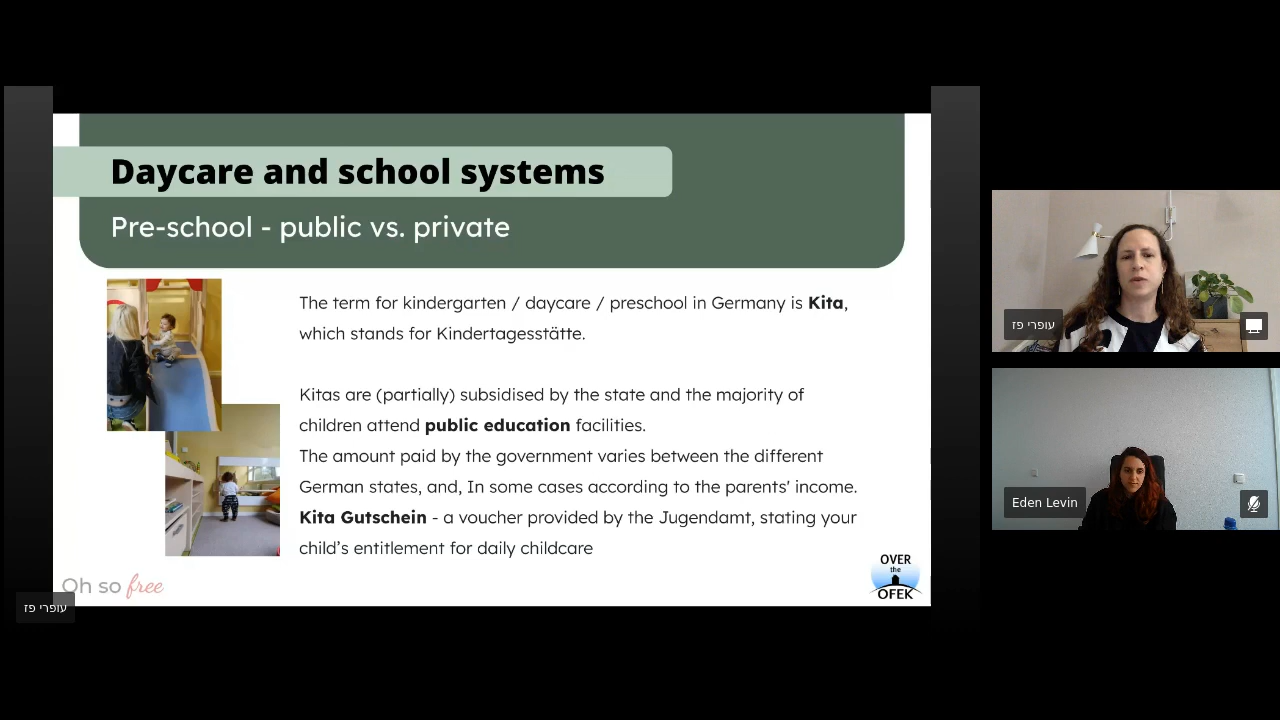 Daycare and school systems
Pre-school - public vs. private
The term for kindergarten / daycare / preschool in Germany is Kita,
which stands for Kindertagesstätte.
Kitas are (partially) subsidised by the state and the majority of
children attend public education facilities.
The amount paid by the government varies between the different
German states, and, In some cases according to the parents' income.
Kita Gutschein - a voucher provided by the Jugendamt, stating your
child's entitlement for daily childcare
Oh so free
OVER
the
OFEK
עופרי פז
עופרי פז
Eden Levin